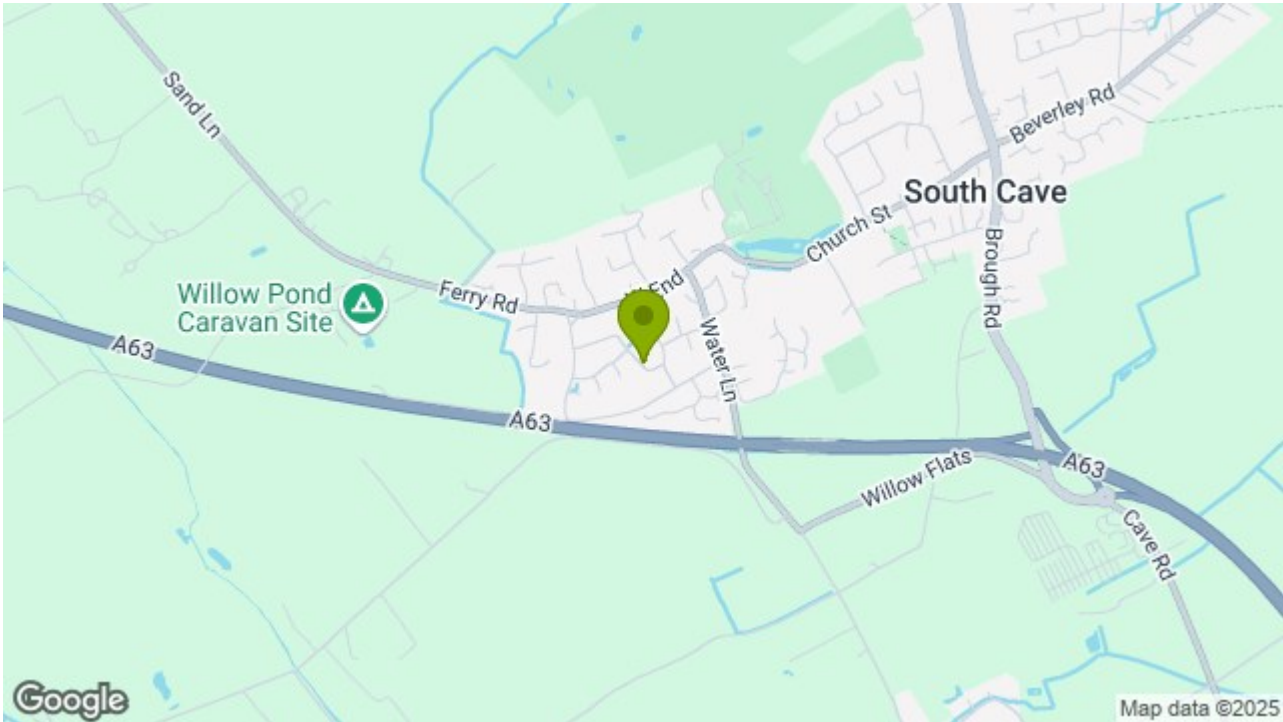 Sand Ln
Beverley Rd
South Cave
Church St
Brough Rd
End
Ferry Rd
Willow Pond
Caravan Site
Water Ln
A63
A63
A63
Willow Flats
Cave Rd
Google
Map data ©2025